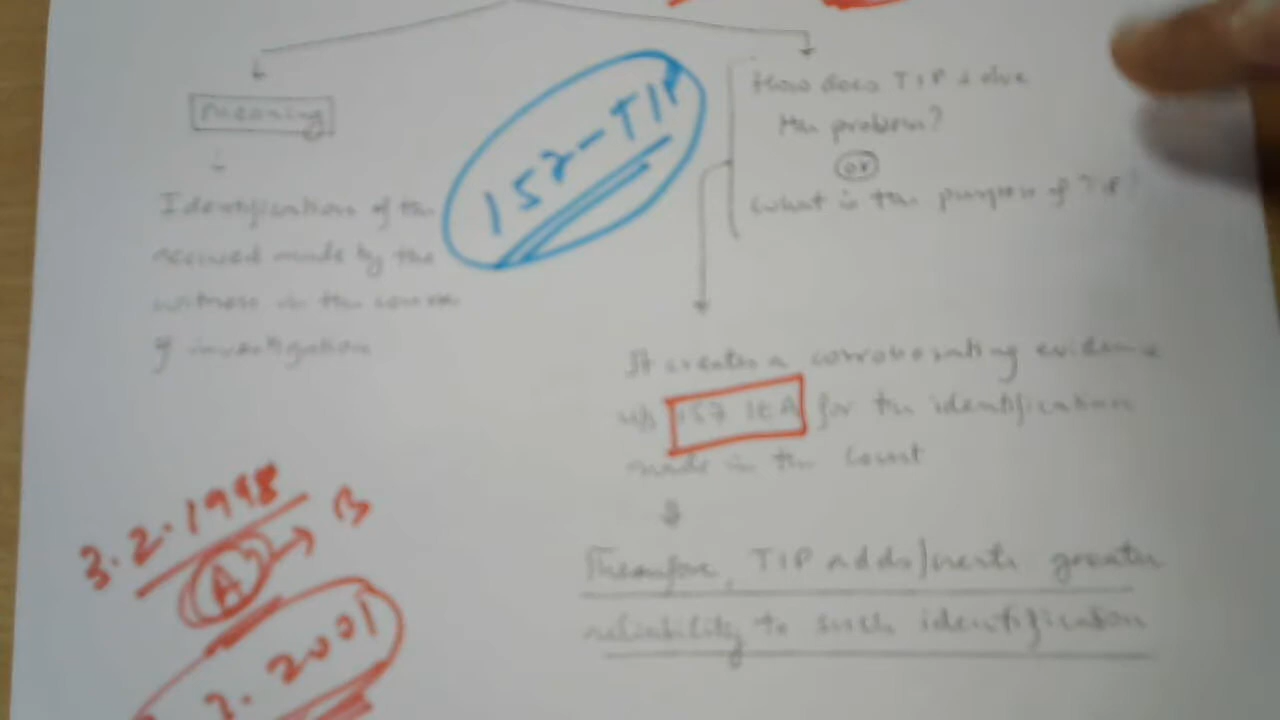 Meaning
Identification of the
accused made by the
witness in the course
of investigation
157-TIP
How does TIP solve
the problem?
or
What is the purpose of TIP?
It creates a corroborating evidence
u/s 157 IEA for the identification
made in the Court
Therefore, TIP adds/ greater
reliability to such identification
3.2.1998
A → B
3.2001